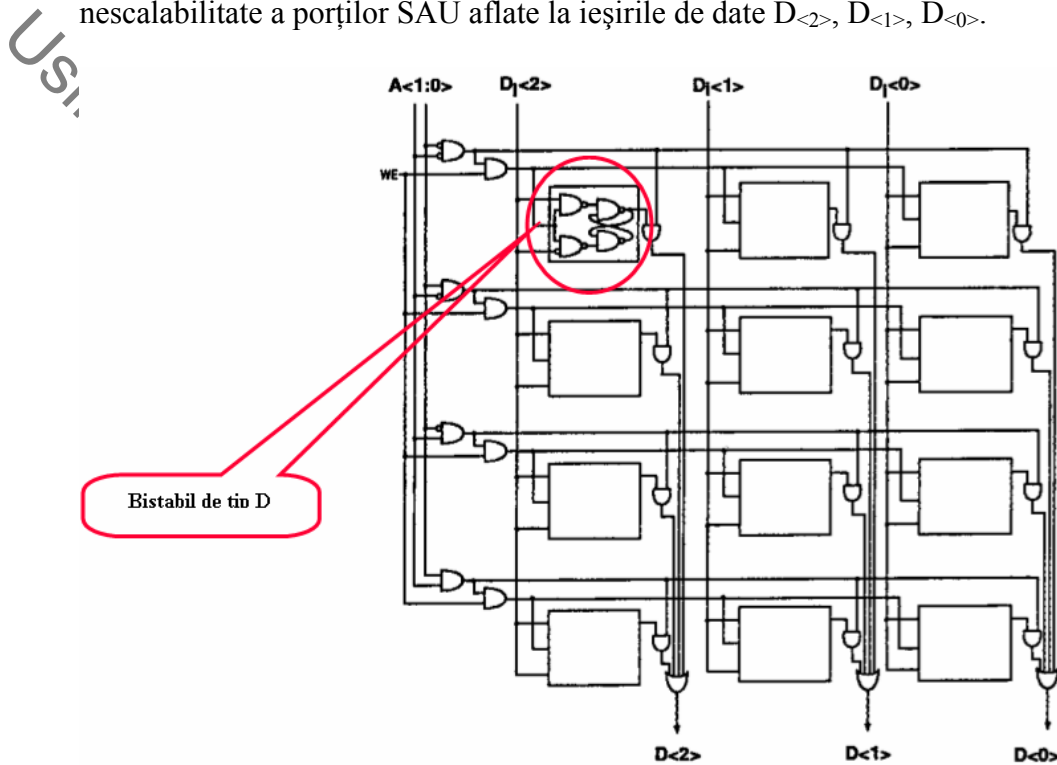 nescalabilitate a porților SAU aflate la ieșirile de date D<2>, D<1>, D<0>.
A<1:0> DI<2> DI<1> DI<0>
WE
Bistabil de tip D
D<2> D<1> D<0>